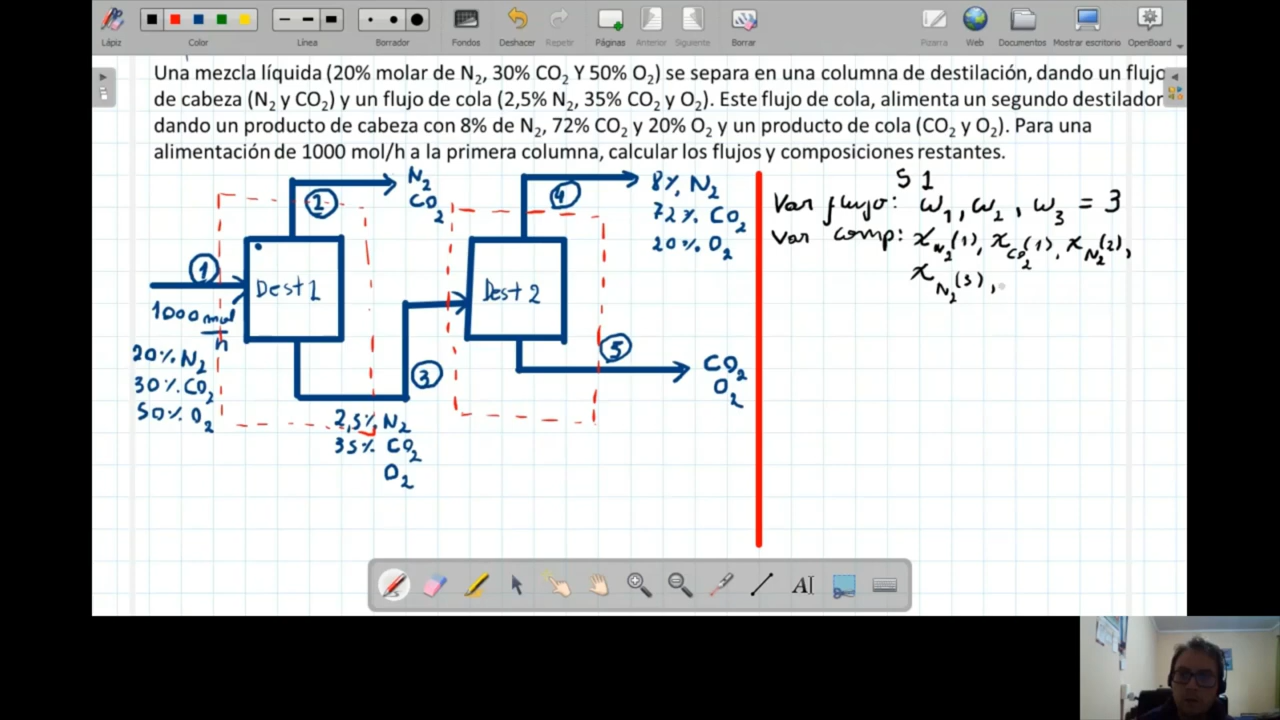 Lápiz Color Línea Borrador Fondos Deshacer Repetir Páginas Anterior Siguiente Borrar Pizarra Web Documentos Mostrar escritorio OpenBoard
Una mezcla líquida (20% molar de N₂, 30% CO₂ Y 50% O₂) se separa en una columna de destilación, dando un flujo
de cabeza (N₂ y CO₂) y un flujo de cola (2,5% N₂, 35% CO₂ y O₂). Este flujo de cola, alimenta un segundo destilador
dando un producto de cabeza con 8% de N₂, 72% CO₂ y 20% O₂ y un producto de cola (CO₂ y O₂). Para una
alimentación de 1000 mol/h a la primera columna, calcular los flujos y composiciones restantes.
2
N₂
CO₂
1
Dest 1
1000 mol/h
20% N₂
30% CO₂
50% O₂
3
2,5% N₂
35% CO₂
O₂
4
8% N₂
72% CO₂
20% O₂
Dest 2
5
CO₂
O₂
S 1
Var flujo: ω₁, ω₂, ω₃ = 3
Var comp: x_N₂(1), x_CO₂(1), x_N₂(2),
x_N₂(3),
AI